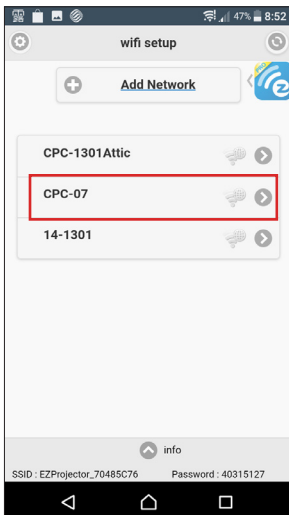 47% 8:52
wifi setup
Add Network
CPC-1301Attic
CPC-07
14-1301
info
SSID : EZProjector_70485C76 Password : 40315127